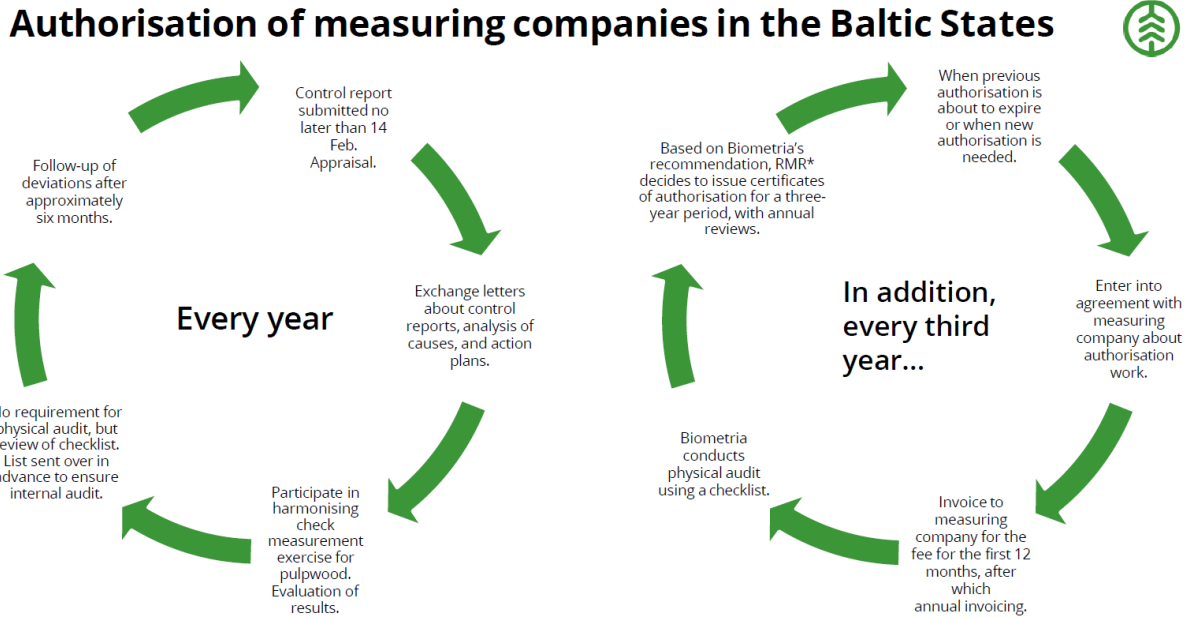 Authorisation of measuring companies in the Baltic States
Control report
submitted no
later than 14
Feb.
Appraisal.
Exchange letters
about control
reports, analysis of
causes, and action
plans.
Participate in
harmonising
check
measurement
exercise for
pulpwood.
Evaluation of
results.
requirement for
physical audit, but
review of checklist.
List sent over in
advance to ensure
internal audit.
Follow-up of
deviations after
approximately
six months.
Every year
When previous
authorisation is
about to expire
or when new
authorisation is
needed.
Enter into
agreement with
measuring
company about
authorisation
work.
Invoice to
measuring
company for the
fee for the first 12
months, after
which
annual invoicing.
Biometria
conducts
physical audit
using a checklist.
Based on Biometria’s
recommendation, RMR*
decides to issue certificates
of authorisation for a three-
year period, with annual
reviews.
In addition,
every third
year...